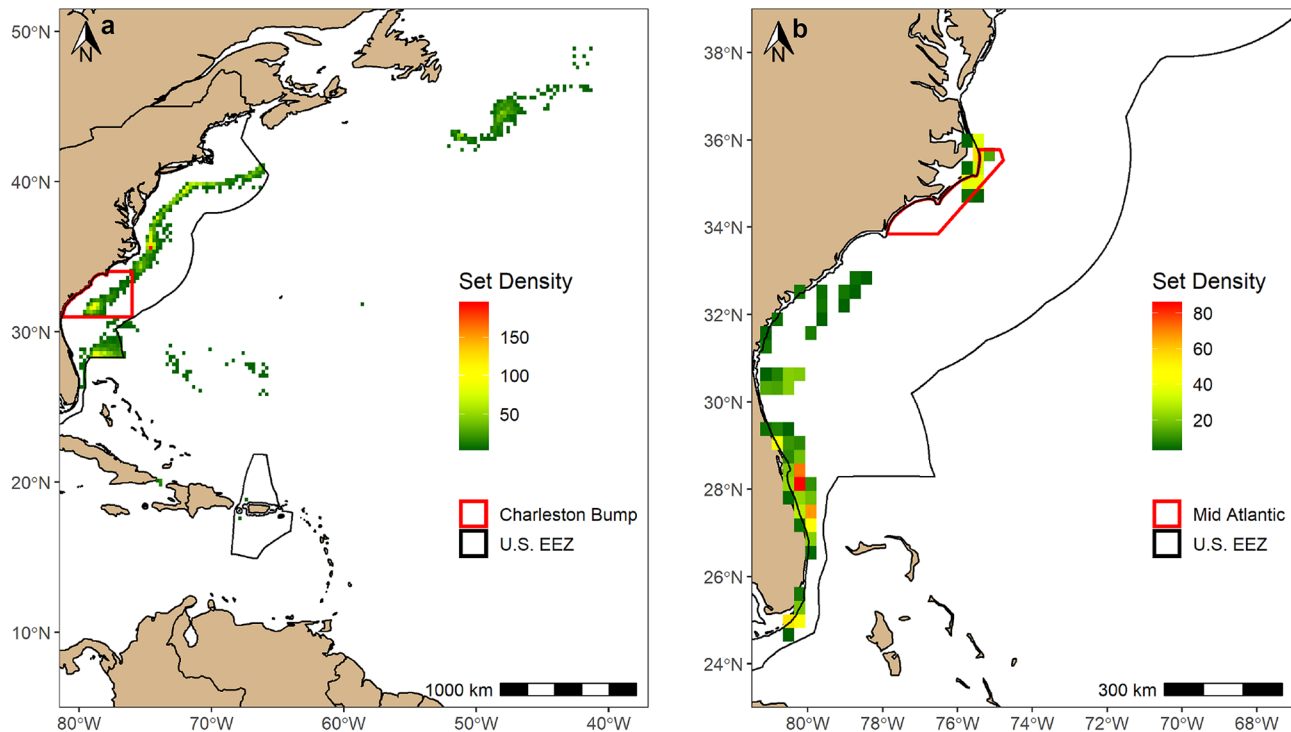 a
N
50°N
40°N
30°N
20°N
10°N
Set Density
150
100
50
Charleston Bump
U.S. EEZ
1000 km
80°W 70°W 60°W 50°W 40°W
b
N
38°N
36°N
34°N
32°N
30°N
28°N
26°N
24°N
Set Density
80
60
40
20
Mid Atlantic
U.S. EEZ
300 km
80°W 78°W 76°W 74°W 72°W 70°W 68°W